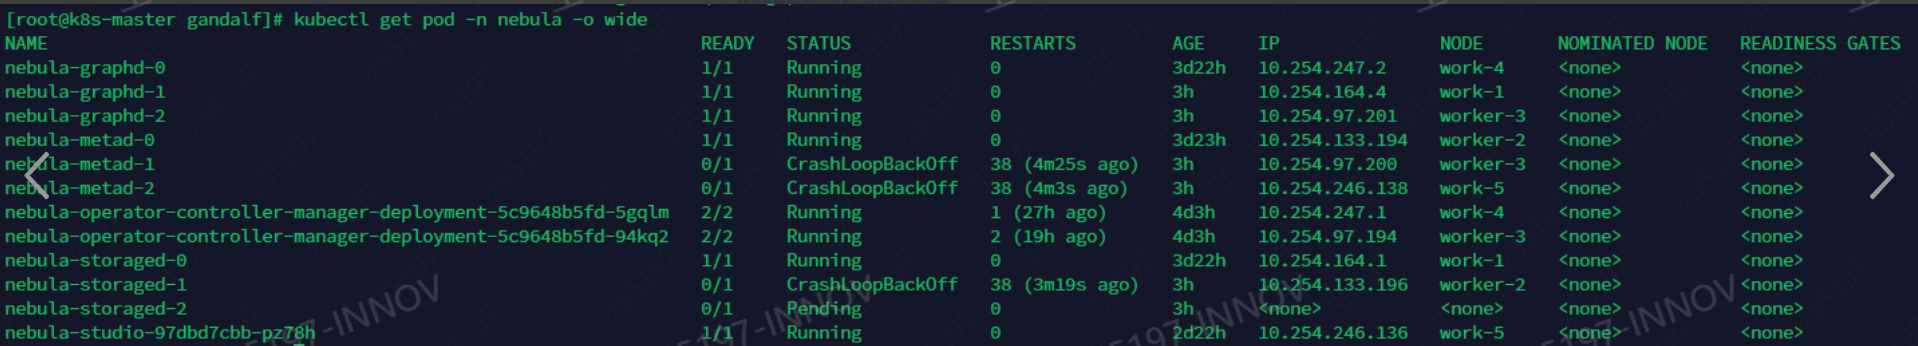 [root@k8s-master gandalf]# kubectl get pod -n nebula -o wide
NAME READY STATUS RESTARTS AGE IP NODE NOMINATED NODE READINESS GATES
nebula-graphd-0 1/1 Running 0 3d22h 10.254.247.2 work-4 <none> <none>
nebula-graphd-1 1/1 Running 0 3h 10.254.164.4 work-1 <none> <none>
nebula-graphd-2 1/1 Running 0 3h 10.254.97.201 worker-3 <none> <none>
nebula-metad-0 1/1 Running 0 3d23h 10.254.133.194 worker-2 <none> <none>
nebula-metad-1 0/1 CrashLoopBackOff 38 (4m25s ago) 3h 10.254.97.200 worker-3 <none> <none>
nebula-metad-2 0/1 CrashLoopBackOff 38 (4m3s ago) 3h 10.254.246.138 work-5 <none> <none>
nebula-operator-controller-manager-deployment-5c9648b5fd-5gqlm 2/2 Running 1 (27h ago) 4d3h 10.254.247.1 work-4 <none> <none>
nebula-operator-controller-manager-deployment-5c9648b5fd-94kq2 2/2 Running 2 (19h ago) 4d3h 10.254.97.194 worker-3 <none> <none>
nebula-storaged-0 1/1 Running 0 3d22h 10.254.164.1 work-1 <none> <none>
nebula-storaged-1 0/1 CrashLoopBackOff 38 (3m19s ago) 3h 10.254.133.196 worker-2 <none> <none>
nebula-storaged-2 0/1 Pending 0 3h <none> <none> <none> <none>
nebula-studio-97dbd7cbb-pz78h 1/1 Running 0 2d22h 10.254.246.136 work-5 <none> <none>